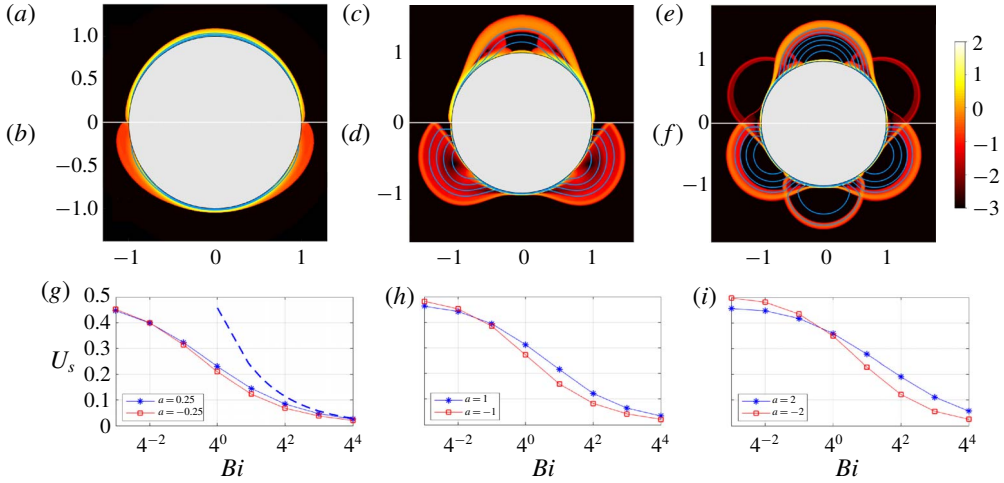 (a)
1.0
0.5
0
(b)
−0.5
−1.0
−1 0 1
(c)
1
0
(d)
−1
−1 0 1
(e)
1
0
(f)
−1
−1 0 1
2
1
0
−1
−2
−3
(g)
0.5
0.4
0.3
0.2
0.1
0
U_s
a = 0.25
a = −0.25
4^{−2} 4^0 4^2 4^4
Bi
(h)
a = 1
a = −1
4^{−2} 4^0 4^2 4^4
Bi
(i)
a = 2
a = −2
4^{−2} 4^0 4^2 4^4
Bi